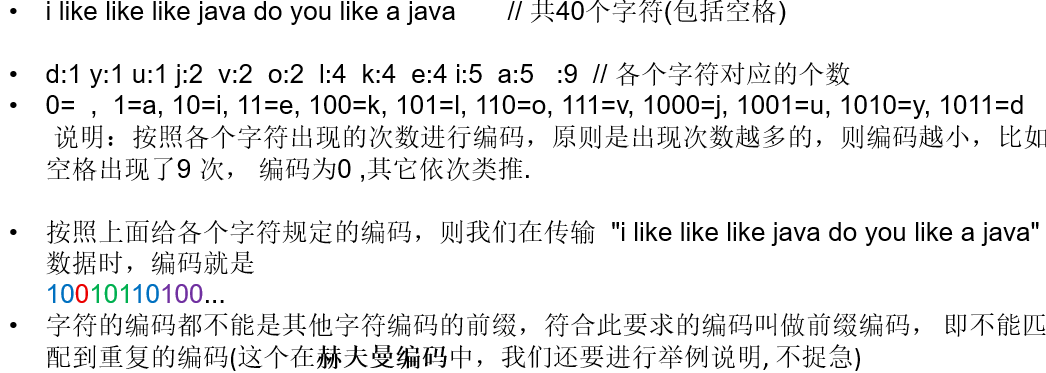 • i like like like java do you like a java // 共40个字符(包括空格)
• d:1 y:1 u:1 j:2 v:2 o:2 l:4 k:4 e:4 i:5 a:5 :9 // 各个字符对应的个数
• 0= , 1=a, 10=i, 11=e, 100=k, 101=l, 110=o, 111=v, 1000=j, 1001=u, 1010=y, 1011=d
说明：按照各个字符出现的次数进行编码，原则是出现次数越多的，则编码越小，比如
空格出现了9 次， 编码为0 ,其它依次类推.
• 按照上面给各个字符规定的编码，则我们在传输 "i like like like java do you like a java"
数据时，编码就是
10010110100...
• 字符的编码都不能是其他字符编码的前缀，符合此要求的编码叫做前缀编码， 即不能匹
配到重复的编码(这个在赫夫曼编码中，我们还要进行举例说明, 不捉急)